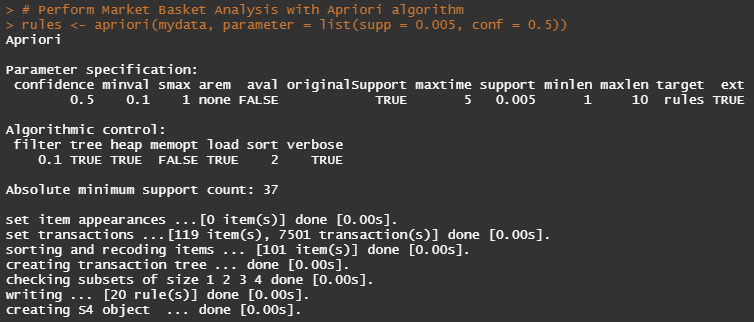 > # Perform Market Basket Analysis with Apriori algorithm
> rules <- apriori(mydata, parameter = list(supp = 0.005, conf = 0.5))
Apriori

Parameter specification:
 confidence minval smax arem  aval originalSupport maxtime support minlen maxlen target  ext
        0.5    0.1    1 none FALSE            TRUE       5   0.005      1     10  rules TRUE

Algorithmic control:
 filter tree heap memopt load sort verbose
    0.1 TRUE TRUE  FALSE TRUE    2    TRUE

Absolute minimum support count: 37

set item appearances ...[0 item(s)] done [0.00s].
set transactions ...[119 item(s), 7501 transaction(s)] done [0.00s].
sorting and recoding items ... [101 item(s)] done [0.00s].
creating transaction tree ... done [0.00s].
checking subsets of size 1 2 3 4 done [0.00s].
writing ... [20 rule(s)] done [0.00s].
creating S4 object  ... done [0.00s].